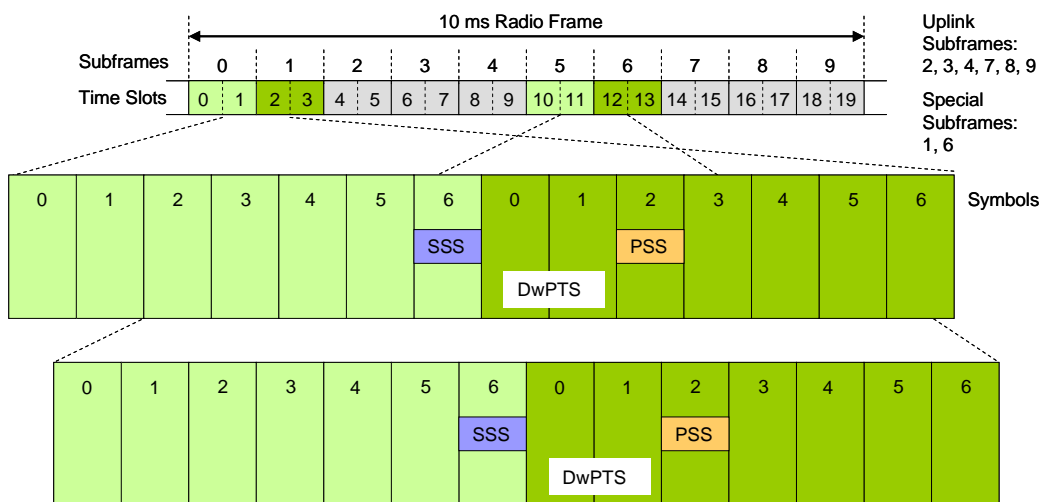 10 ms Radio Frame
Uplink
Subframes:
2, 3, 4, 7, 8, 9
Subframes 0 1 2 3 4 5 6 7 8 9
Time Slots 0 1 2 3 4 5 6 7 8 9 10 11 12 13 14 15 16 17 18 19
Special
Subframes:
1, 6
0 1 2 3 4 5 6 0 1 2 3 4 5 6 Symbols
SSS PSS
DwPTS
0 1 2 3 4 5 6 0 1 2 3 4 5 6
SSS PSS
DwPTS